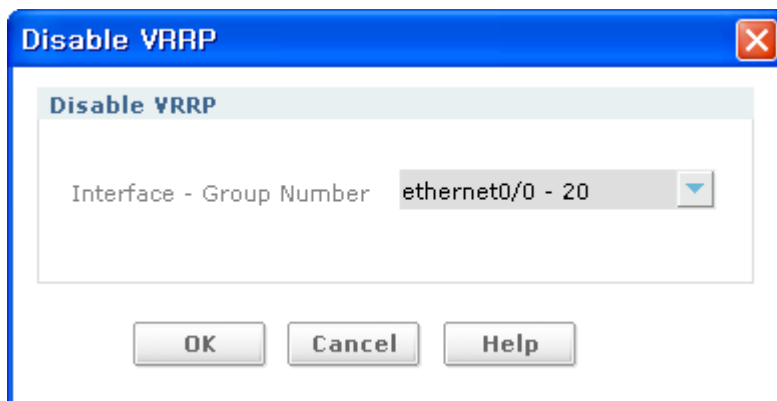 Disable VRRP
Disable VRRP
Interface - Group Number ethernet0/0 - 20
OK Cancel Help